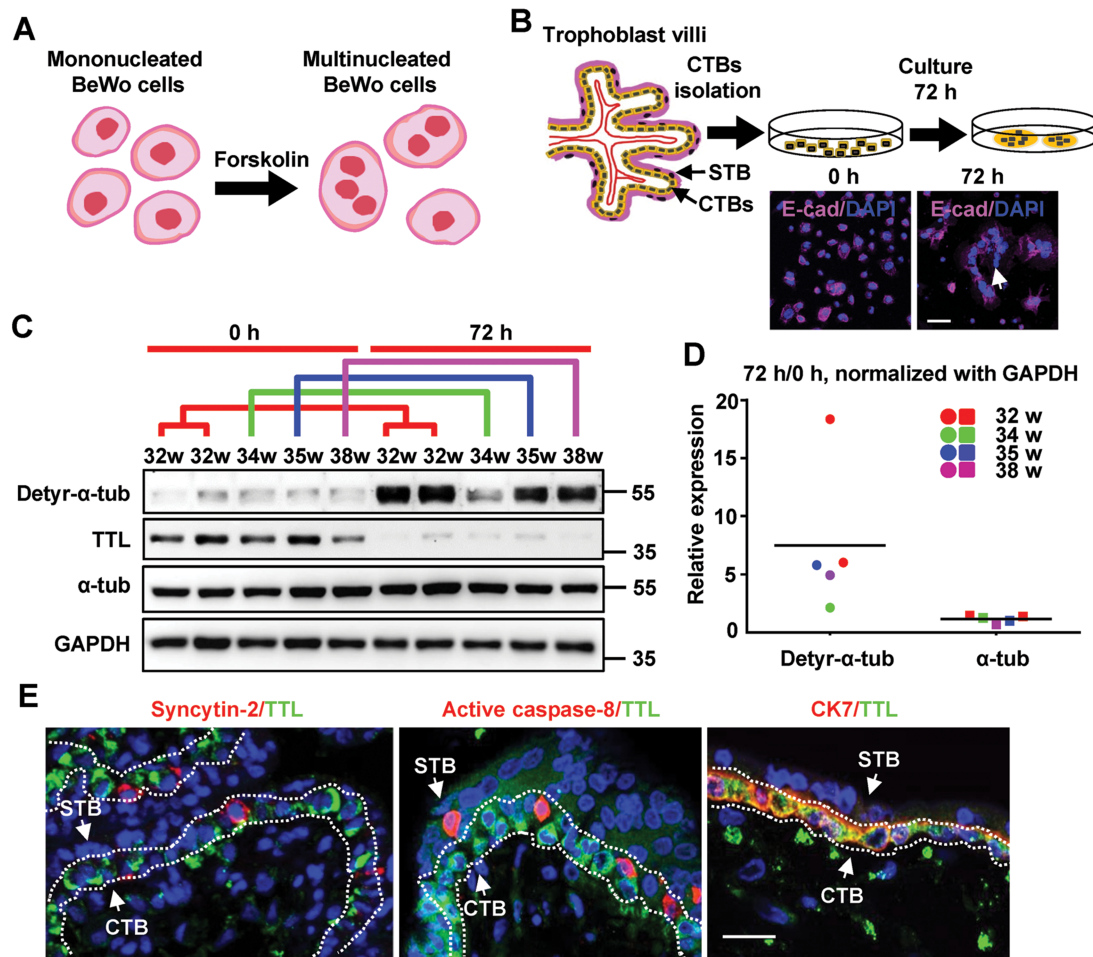 A
Mononucleated
BeWo cells
Multinucleated
BeWo cells
Forskolin
B
Trophoblast villi
CTBs
isolation
Culture
72 h
STB
CTBs
0 h
72 h
E-cad/DAPI
E-cad/DAPI
C
0 h
72 h
32w 32w 34w 35w 38w 32w 32w 34w 35w 38w
Detyr-α-tub
55
TTL
35
α-tub
55
GAPDH
35
D
72 h/0 h, normalized with GAPDH
Relative expression
20
15
10
5
0
32 w
34 w
35 w
38 w
Detyr-α-tub
α-tub
E
Syncytin-2/TTL
Active caspase-8/TTL
CK7/TTL
STB
CTB
STB
CTB
STB
CTB